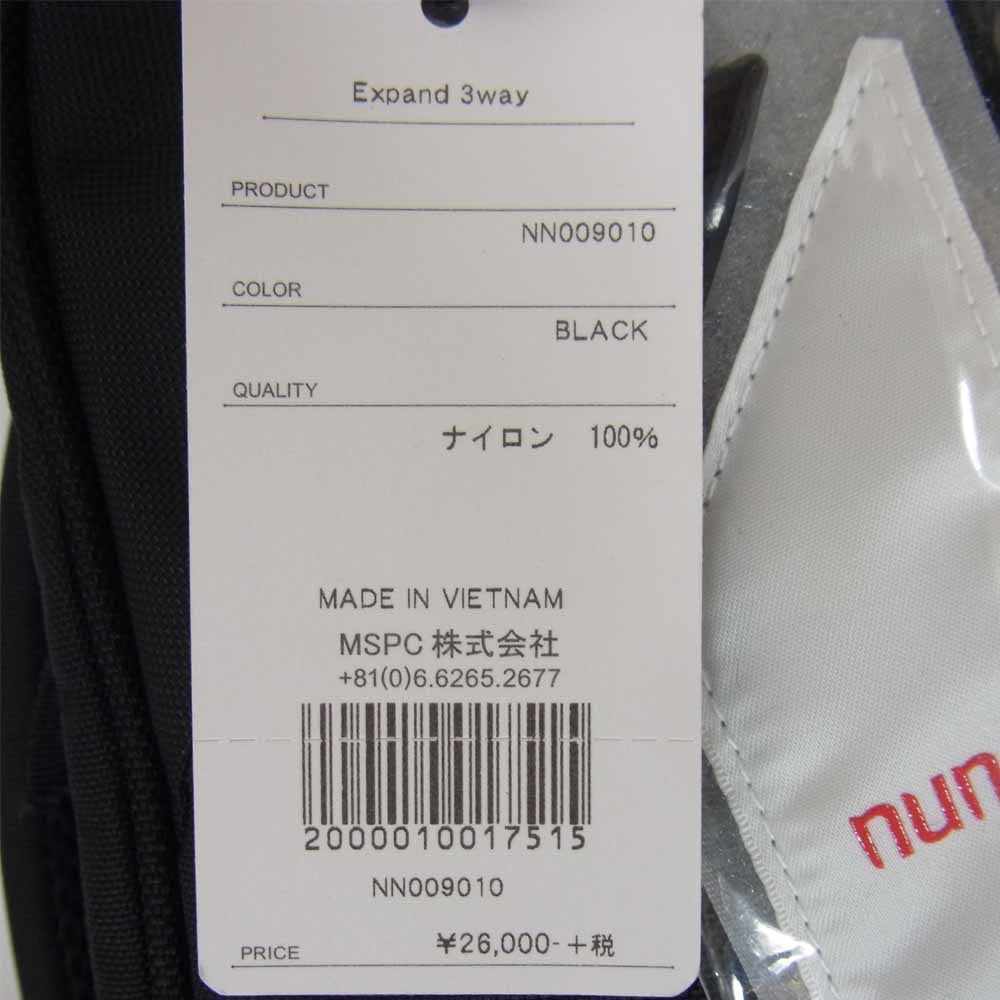 Expand 3way
PRODUCT
NN009010
COLOR
BLACK
QUALITY
ナイロン 100%
MADE IN VIETNAM
MSPC 株式会社
+81(0)6.6265.2677
2000010017515
NN009010
PRICE ¥26,000-+税
nun